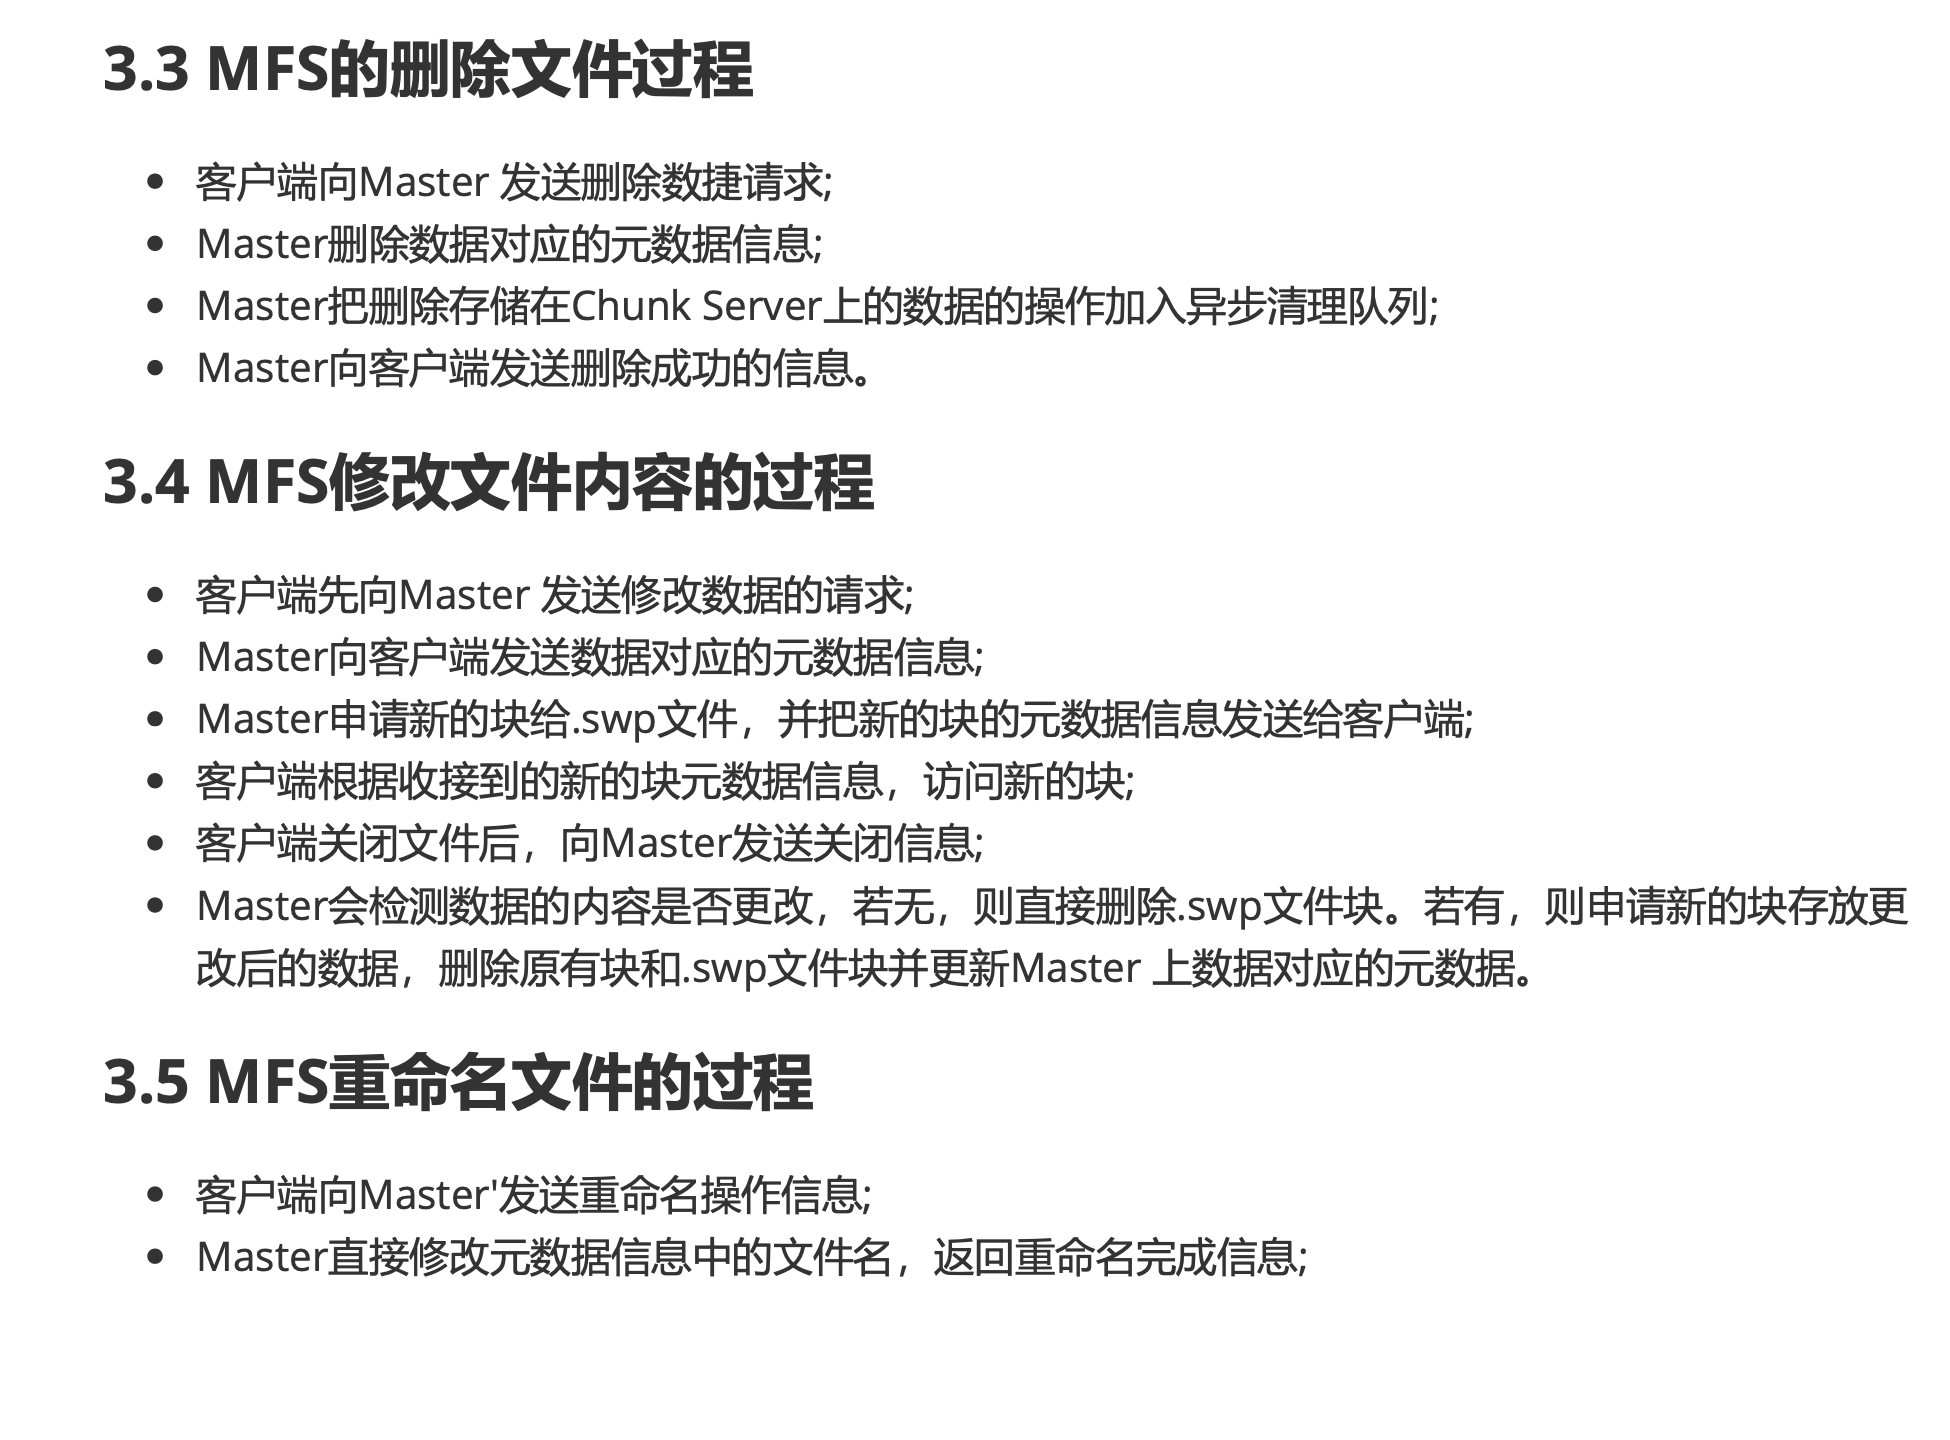 3.3 MFS的删除文件过程
• 客户端向Master 发送删除数捷请求;
• Master删除数据对应的元数据信息;
• Master把删除存储在Chunk Server上的数据的操作加入异步清理队列;
• Master向客户端发送删除成功的信息。
3.4 MFS修改文件内容的过程
• 客户端先向Master 发送修改数据的请求;
• Master向客户端发送数据对应的元数据信息;
• Master申请新的块给.swp文件，并把新的块的元数据信息发送给客户端;
• 客户端根据收接到的新的块元数据信息，访问新的块;
• 客户端关闭文件后，向Master发送关闭信息;
• Master会检测数据的内容是否更改，若无，则直接删除.swp文件块。若有，则申请新的块存放更
改后的数据，删除原有块和.swp文件块并更新Master 上数据对应的元数据。
3.5 MFS重命名文件的过程
• 客户端向Master'发送重命名操作信息;
• Master直接修改元数据信息中的文件名，返回重命名完成信息;